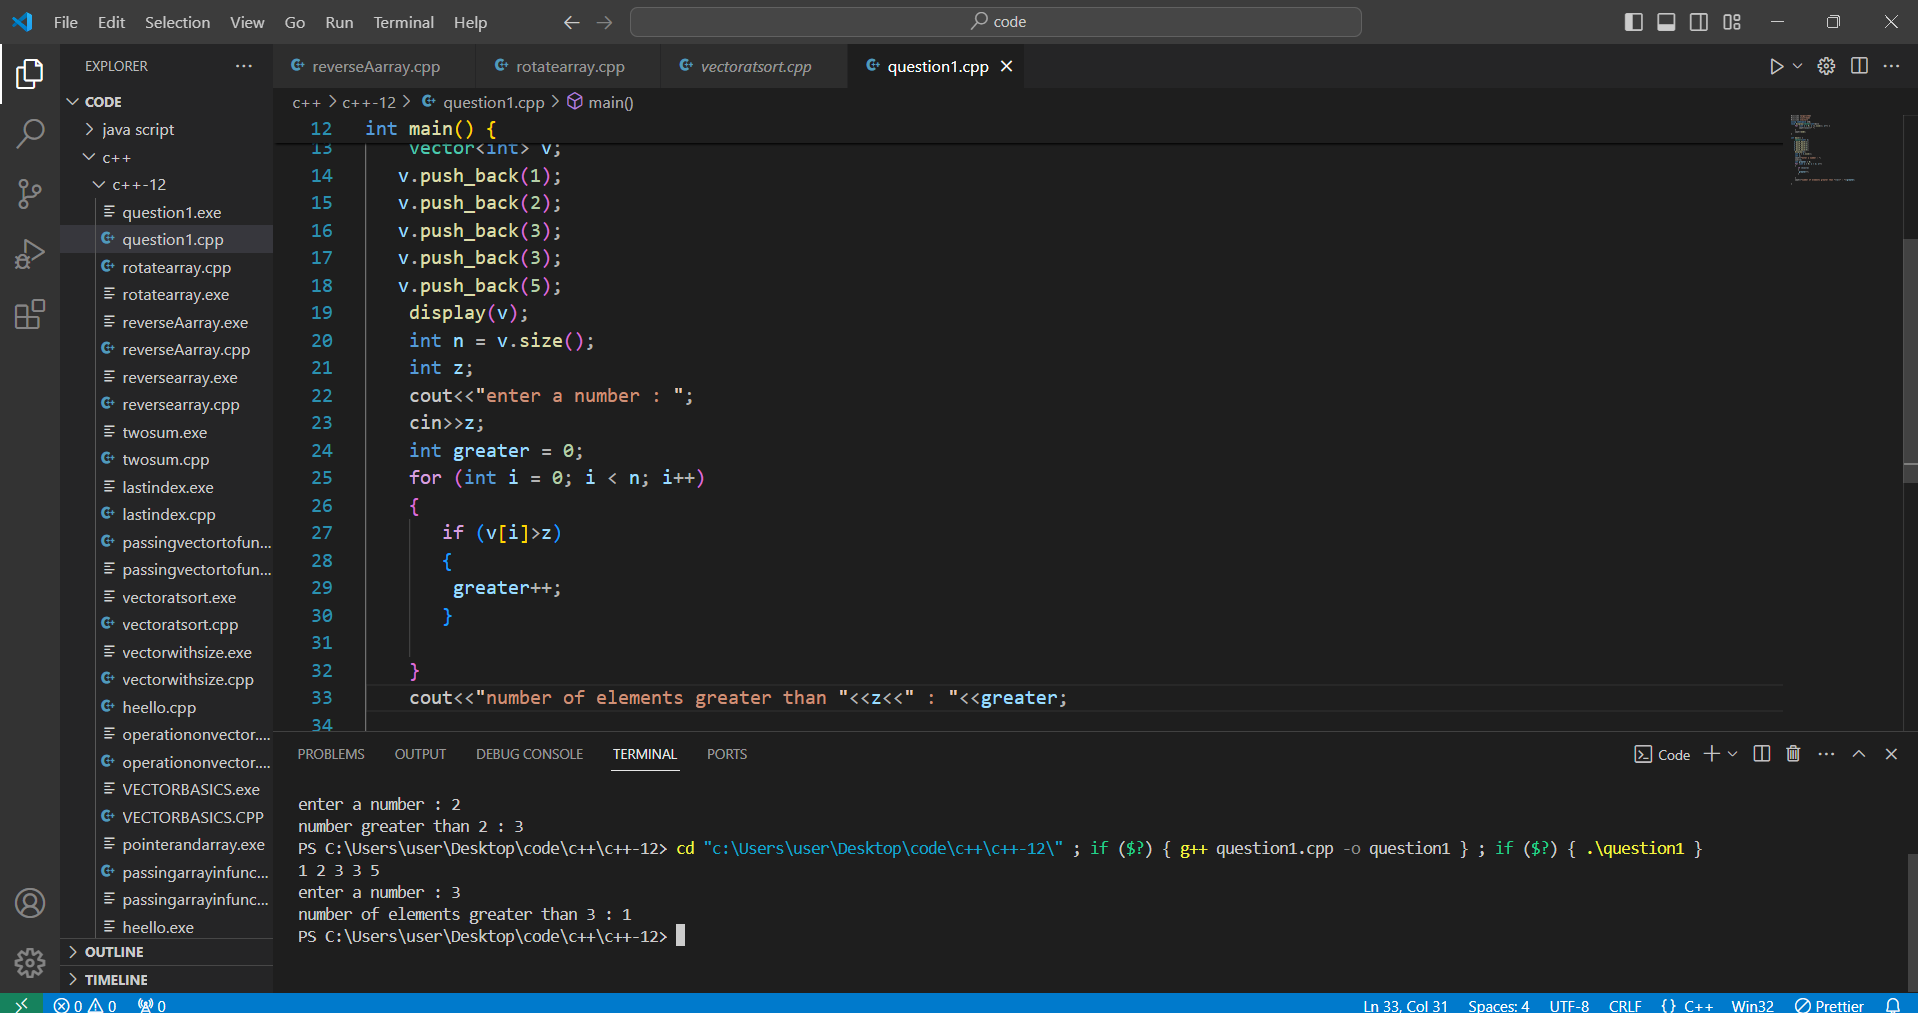 File Edit Selection View Go Run Terminal Help
code
EXPLORER
CODE
java script
c++
c++-12
question1.exe
question1.cpp
rotatearray.cpp
rotatearray.exe
reverseAarray.exe
reverseAarray.cpp
reversearray.exe
reversearray.cpp
twosum.exe
twosum.cpp
lastindex.exe
lastindex.cpp
passingvectortofun...
passingvectortofun...
vectoratsort.exe
vectoratsort.cpp
vectorwithsize.exe
vectorwithsize.cpp
heello.cpp
operationonvector....
operationonvector....
VECTORBASICS.exe
VECTORBASICS.CPP
pointerandarray.exe
passingarrayinfunc...
passingarrayinfunc...
heello.exe
OUTLINE
TIMELINE
reverseAarray.cpp rotatearray.cpp vectoratsort.cpp question1.cpp
c++ > c++-12 > question1.cpp > main()
12 int main() {
13 vector<int> v;
14 v.push_back(1);
15 v.push_back(2);
16 v.push_back(3);
17 v.push_back(3);
18 v.push_back(5);
19 display(v);
20 int n = v.size();
21 int z;
22 cout<<"enter a number : ";
23 cin>>z;
24 int greater = 0;
25 for (int i = 0; i < n; i++)
26 {
27 if (v[i]>z)
28 {
29 greater++;
30 }
31
32 }
33 cout<<"number of elements greater than "<<z<<" : "<<greater;
34
PROBLEMS OUTPUT DEBUG CONSOLE TERMINAL PORTS
Code
enter a number : 2
number greater than 2 : 3
PS C:\Users\user\Desktop\code\c++\c++-12> cd "c:\Users\user\Desktop\code\c++\c++-12\" ; if ($?) { g++ question1.cpp -o question1 } ; if ($?) { .\question1 }
1 2 3 3 5
enter a number : 3
number of elements greater than 3 : 1
PS C:\Users\user\Desktop\code\c++\c++-12>
0 0 0 Ln 33, Col 31 Spaces: 4 UTF-8 CRLF {} C++ Win32 Prettier